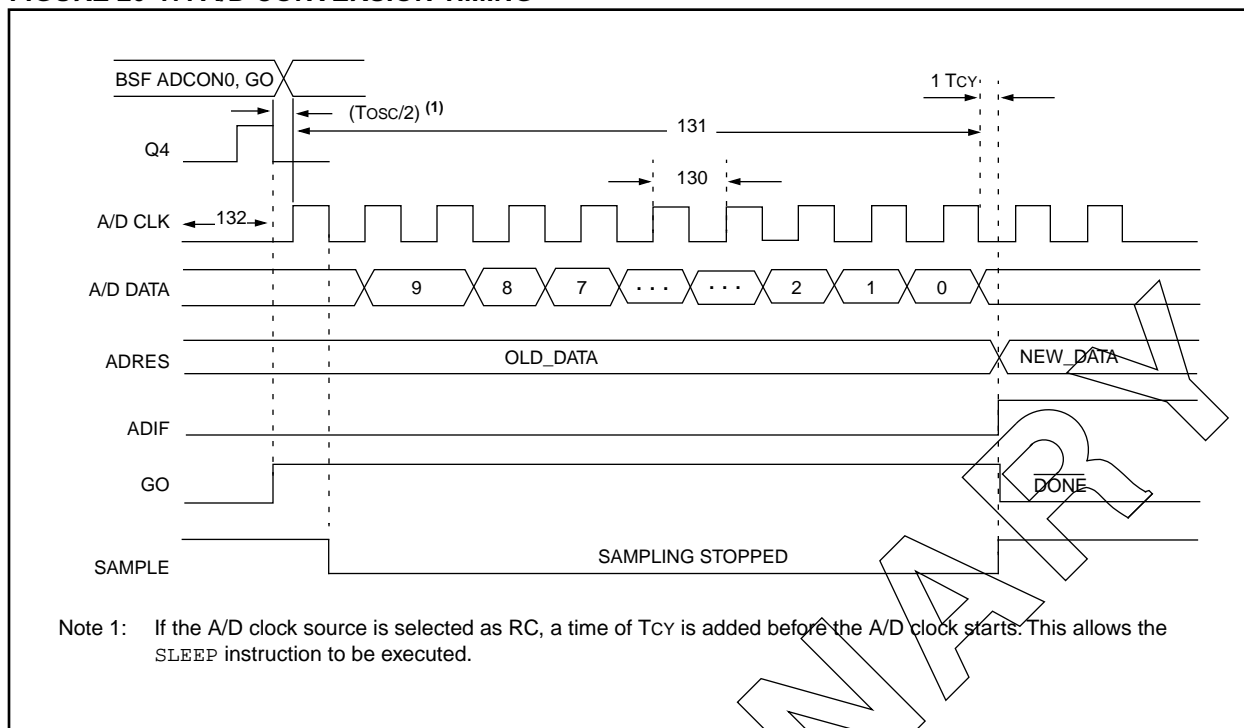 BSF ADCON0, GO
(TOSC/2) (1)
1 TCY
131
Q4
130
A/D CLK
132
A/D DATA
9 8 7 . . . . . . 2 1 0
ADRES
OLD_DATA
NEW_DATA
ADIF
GO
DONE
SAMPLE
SAMPLING STOPPED
Note 1: If the A/D clock source is selected as RC, a time of TCY is added before the A/D clock starts. This allows the
SLEEP instruction to be executed.
N A R Y